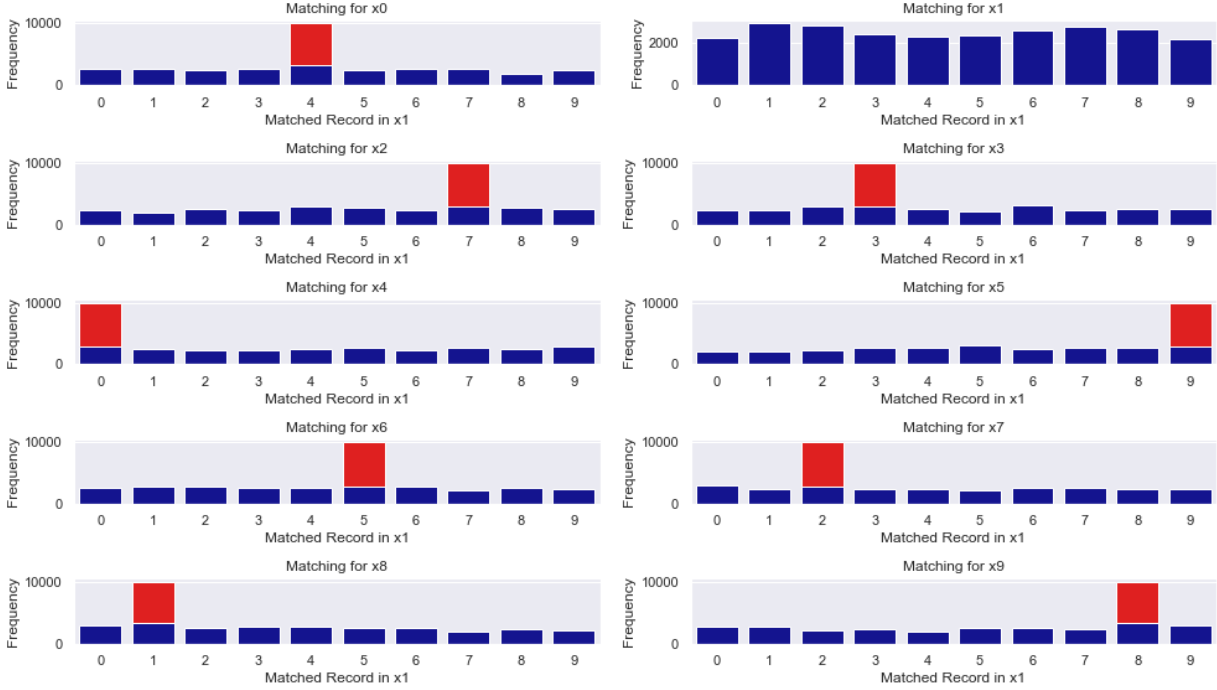 Matching for x0
10000
Frequency
0
0 1 2 3 4 5 6 7 8 9
Matched Record in x1
Matching for x1
2000
Frequency
0
0 1 2 3 4 5 6 7 8 9
Matched Record in x1
Matching for x2
10000
Frequency
0
0 1 2 3 4 5 6 7 8 9
Matched Record in x1
Matching for x3
10000
Frequency
0
0 1 2 3 4 5 6 7 8 9
Matched Record in x1
Matching for x4
10000
Frequency
0
0 1 2 3 4 5 6 7 8 9
Matched Record in x1
Matching for x5
10000
Frequency
0
0 1 2 3 4 5 6 7 8 9
Matched Record in x1
Matching for x6
10000
Frequency
0
0 1 2 3 4 5 6 7 8 9
Matched Record in x1
Matching for x7
10000
Frequency
0
0 1 2 3 4 5 6 7 8 9
Matched Record in x1
Matching for x8
10000
Frequency
0
0 1 2 3 4 5 6 7 8 9
Matched Record in x1
Matching for x9
10000
Frequency
0
0 1 2 3 4 5 6 7 8 9
Matched Record in x1